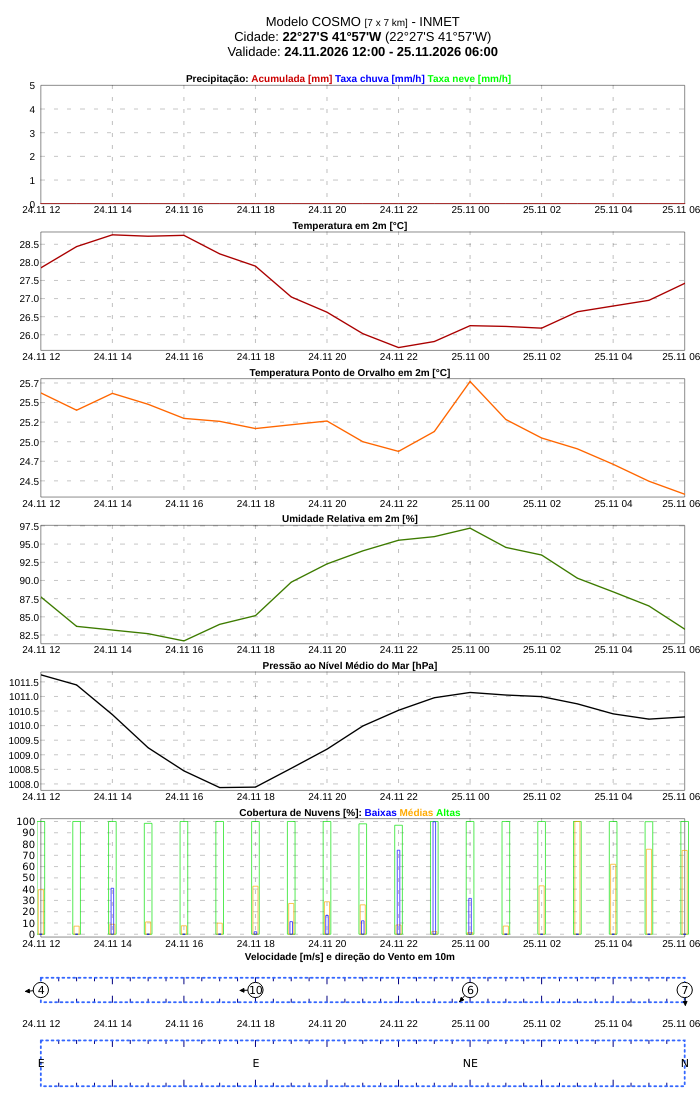 Modelo COSMO [7 x 7 km] - INMET
Cidade: 22°27'S 41°57'W (22°27'S 41°57'W)
Validade: 24.11.2026 12:00 - 25.11.2026 06:00
Precipitação: Acumulada [mm] Taxa chuva [mm/h] Taxa neve [mm/h]
5
4
3
2
1
0
24.11 12 24.11 14 24.11 16 24.11 18 24.11 20 24.11 22 25.11 00 25.11 02 25.11 04 25.11 06
Temperatura em 2m [°C]
28.5
28.0
27.5
27.0
26.5
26.0
24.11 12 24.11 14 24.11 16 24.11 18 24.11 20 24.11 22 25.11 00 25.11 02 25.11 04 25.11 06
Temperatura Ponto de Orvalho em 2m [°C]
25.7
25.5
25.2
25.0
24.7
24.5
24.11 12 24.11 14 24.11 16 24.11 18 24.11 20 24.11 22 25.11 00 25.11 02 25.11 04 25.11 06
Umidade Relativa em 2m [%]
97.5
95.0
92.5
90.0
87.5
85.0
82.5
24.11 12 24.11 14 24.11 16 24.11 18 24.11 20 24.11 22 25.11 00 25.11 02 25.11 04 25.11 06
Pressão ao Nível Médio do Mar [hPa]
1011.5
1011.0
1010.5
1010.0
1009.5
1009.0
1008.5
1008.0
24.11 12 24.11 14 24.11 16 24.11 18 24.11 20 24.11 22 25.11 00 25.11 02 25.11 04 25.11 06
Cobertura de Nuvens [%]: Baixas Médias Altas
100
90
80
70
60
50
40
30
20
10
0
24.11 12 24.11 14 24.11 16 24.11 18 24.11 20 24.11 22 25.11 00 25.11 02 25.11 04 25.11 06
Velocidade [m/s] e direção do Vento em 10m
4 10 6 7
24.11 12 24.11 14 24.11 16 24.11 18 24.11 20 24.11 22 25.11 00 25.11 02 25.11 04 25.11 06
E E NE N